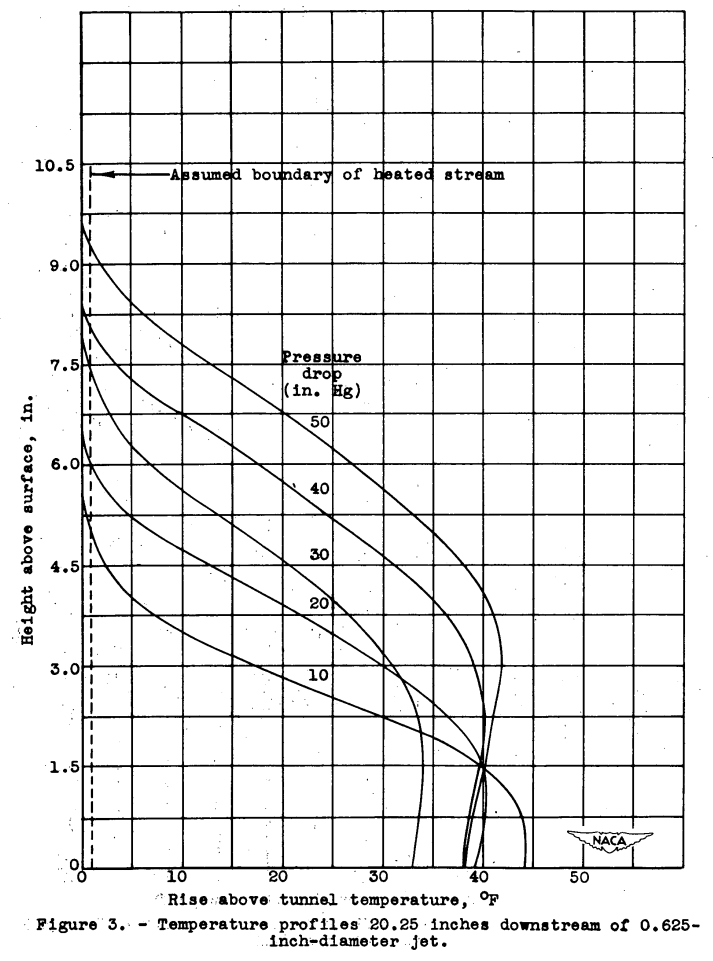 10.5
Assumed boundary of heated stream
9.0
Pressure
drop
(in. Hg)
7.5
50
6.0
40
30
4.5
20
3.0
10
1.5
0
NACA
0 10 20 30 40 50
Height above surface, in.
Rise above tunnel temperature, °F
Figure 3. - Temperature profiles 20.25 inches downstream of 0.625-
inch-diameter jet.